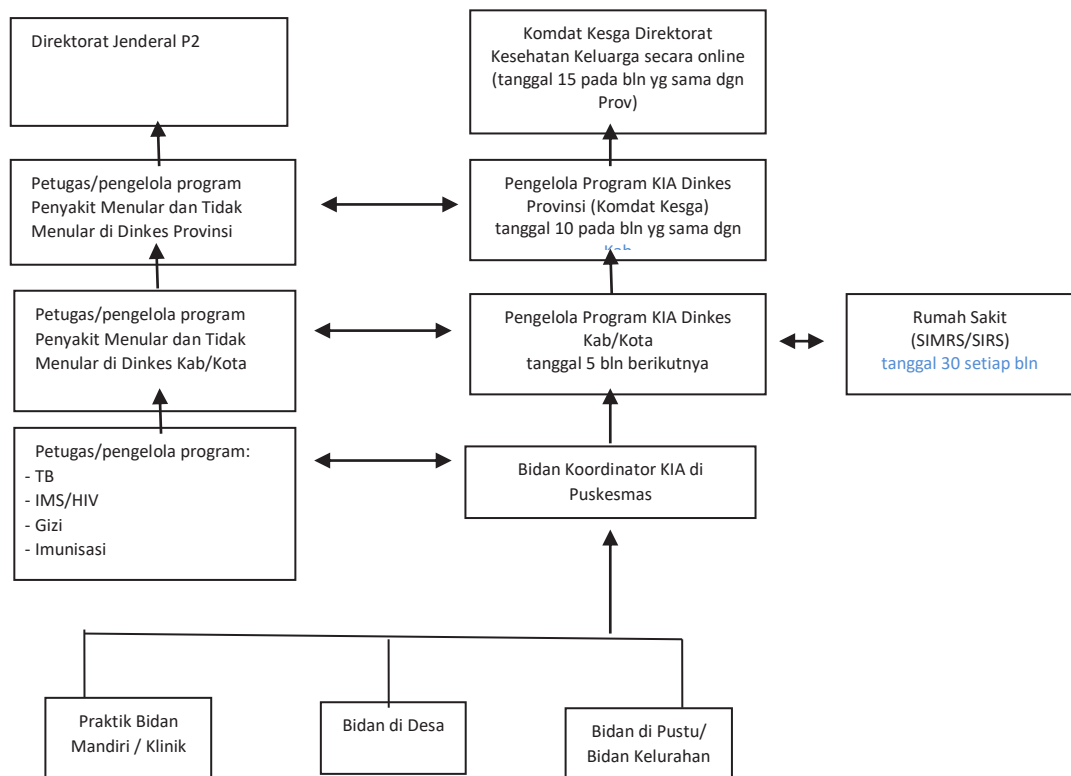 Direktorat Jenderal P2
Komdat Kesga Direktorat
Kesehatan Keluarga secara online
(tanggal 15 pada bln yg sama dgn
Prov)
Petugas/pengelola program
Penyakit Menular dan Tidak
Menular di Dinkes Provinsi
Pengelola Program KIA Dinkes
Provinsi (Komdat Kesga)
tanggal 10 pada bln yg sama dgn
Petugas/pengelola program
Penyakit Menular dan Tidak
Menular di Dinkes Kab/Kota
Pengelola Program KIA Dinkes
Kab/Kota
tanggal 5 bln berikutnya
Rumah Sakit
(SIMRS/SIRS)
tanggal 30 setiap bln
Petugas/pengelola program:
- TB
- IMS/HIV
- Gizi
- Imunisasi
Bidan Koordinator KIA di
Puskesmas
Praktik Bidan
Mandiri / Klinik
Bidan di Desa
Bidan di Pustu/
Bidan Kelurahan